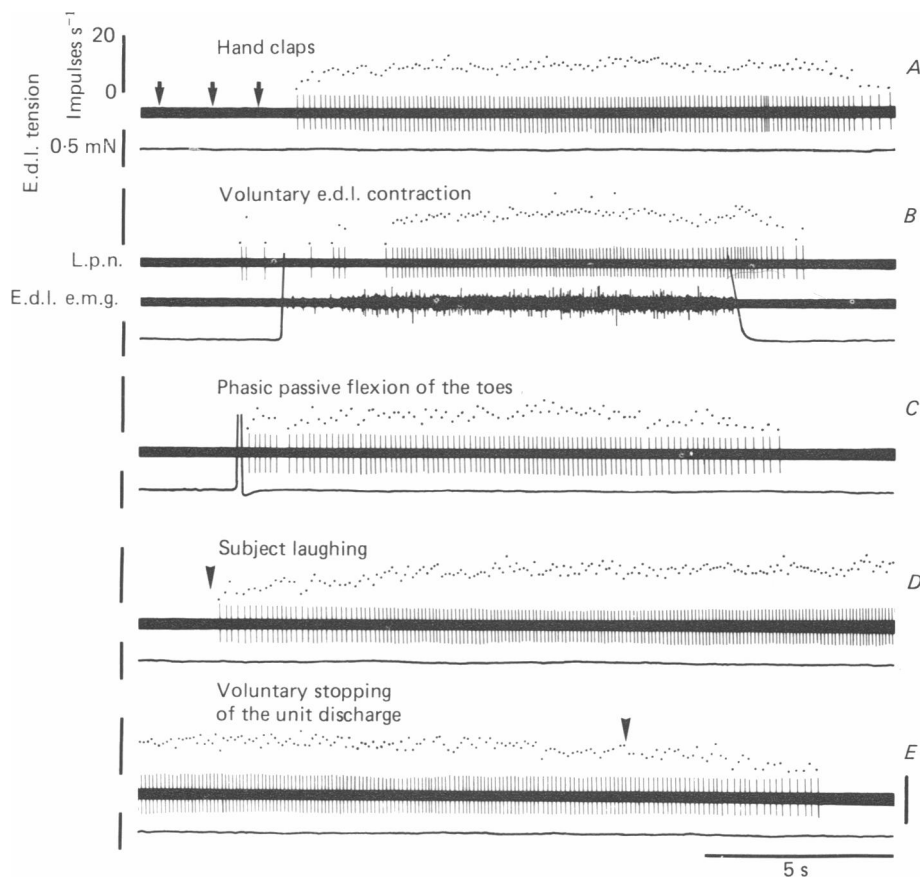 20
Impulses s⁻¹
0
E.d.l. tension
0·5 mN
Hand claps
A
Voluntary e.d.l. contraction
B
L.p.n.
E.d.l. e.m.g.
Phasic passive flexion of the toes
C
Subject laughing
D
Voluntary stopping
of the unit discharge
E
5 s